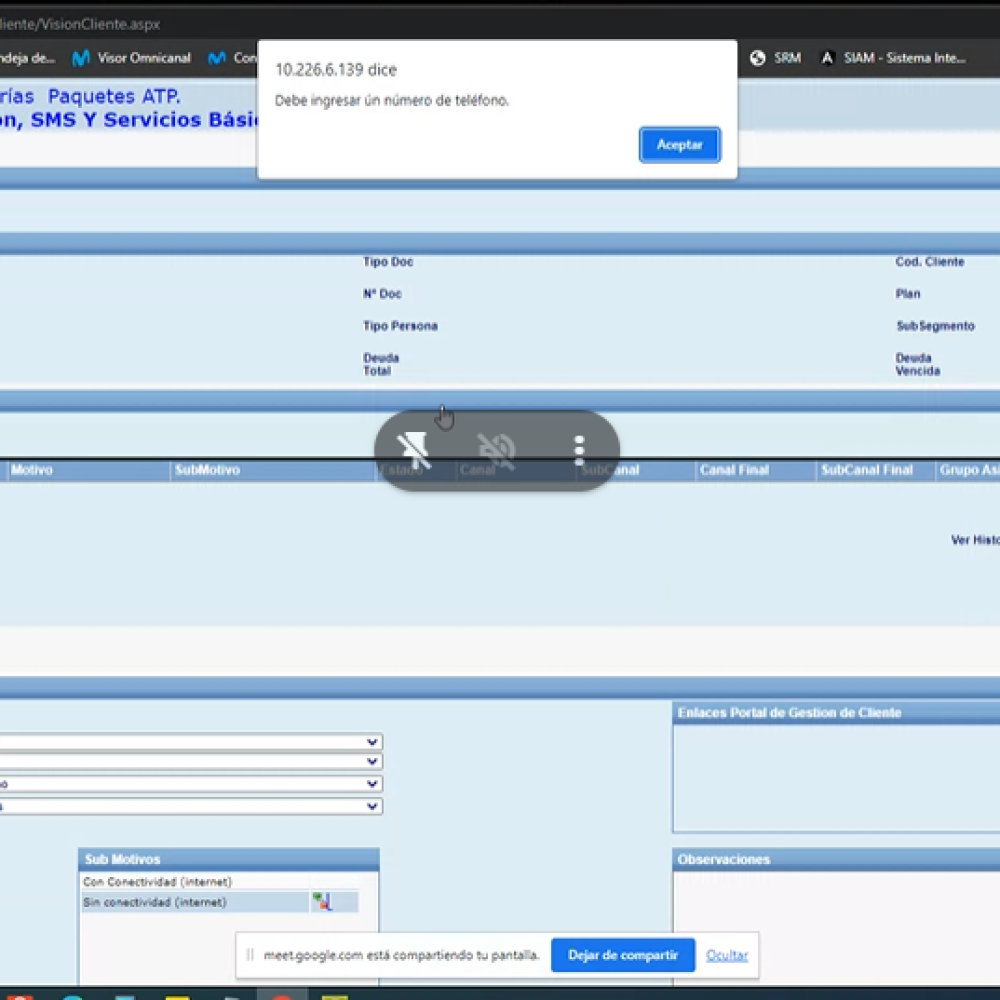 liente/VisionCliente.aspx
ndeja de...
Visor Omnicanal
Con
SRM
SIAM - Sistema Inte...
10.226.6.139 dice
Debe ingresar ún número de teléfono.
Aceptar
rías Paquetes ATP.
on, SMS Y Servicios Bási
Tipo Doc
Cod. Cliente
N° Doc
Plan
Tipo Persona
SubSegmento
Deuda
Total
Deuda
Vencida
Motivo
SubMotivo
Estado
Canal
SubCanal
Canal Final
SubCanal Final
Grupo Asi
Ver Histo
Enlaces Portal de Gestion de Cliente
Sub Motivos
Con Conectividad (internet)
Sin conectividad (internet)
Observaciones
meet.google.com está compartiendo tu pantalla.
Dejar de compartir
Ocultar